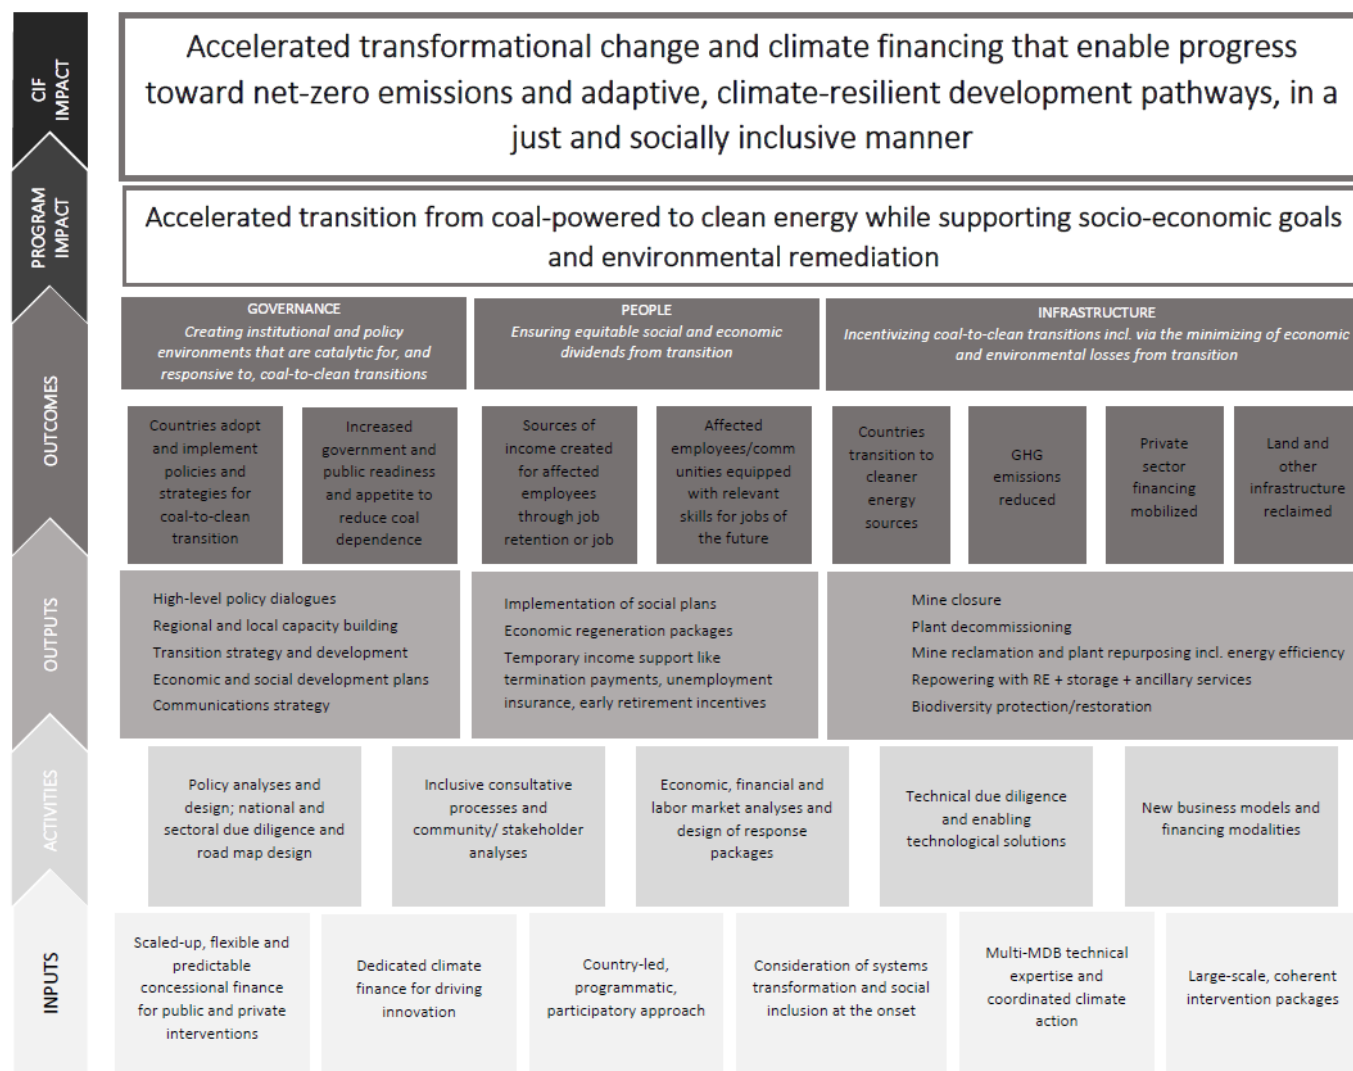 CIF
IMPACT
Accelerated transformational change and climate financing that enable progress
toward net-zero emissions and adaptive, climate-resilient development pathways, in a
just and socially inclusive manner
PROGRAM
IMPACT
Accelerated transition from coal-powered to clean energy while supporting socio-economic goals
and environmental remediation
OUTCOMES
GOVERNANCE
Creating institutional and policy
environments that are catalytic for, and
responsive to, coal-to-clean transitions
PEOPLE
Ensuring equitable social and economic
dividends from transition
INFRASTRUCTURE
Incentivizing coal-to-clean transitions incl. via the minimizing of economic
and environmental losses from transition
Countries adopt
and implement
policies and
strategies for
coal-to-clean
transition
Increased
government and
public readiness
and appetite to
reduce coal
dependence
Sources of
income created
for affected
employees
through job
retention or job
Affected
employees/comm
unities equipped
with relevant
skills for jobs of
the future
Countries
transition to
cleaner
energy
sources
GHG
emissions
reduced
Private
sector
financing
mobilized
Land and
other
infrastructure
reclaimed
OUTPUTS
High-level policy dialogues
Regional and local capacity building
Transition strategy and development
Economic and social development plans
Communications strategy
Implementation of social plans
Economic regeneration packages
Temporary income support like
termination payments, unemployment
insurance, early retirement incentives
Mine closure
Plant decommissioning
Mine reclamation and plant repurposing incl. energy efficiency
Repowering with RE + storage + ancillary services
Biodiversity protection/restoration
ACTIVITIES
Policy analyses and
design; national and
sectoral due diligence and
road map design
Inclusive consultative
processes and
community/ stakeholder
analyses
Economic, financial and
labor market analyses and
design of response
packages
Technical due diligence
and enabling
technological solutions
New business models and
financing modalities
INPUTS
Scaled-up, flexible and
predictable
concessional finance
for public and private
interventions
Dedicated climate
finance for driving
innovation
Country-led,
programmatic,
participatory approach
Consideration of systems
transformation and social
inclusion at the onset
Multi-MDB technical
expertise and
coordinated climate
action
Large-scale, coherent
intervention packages